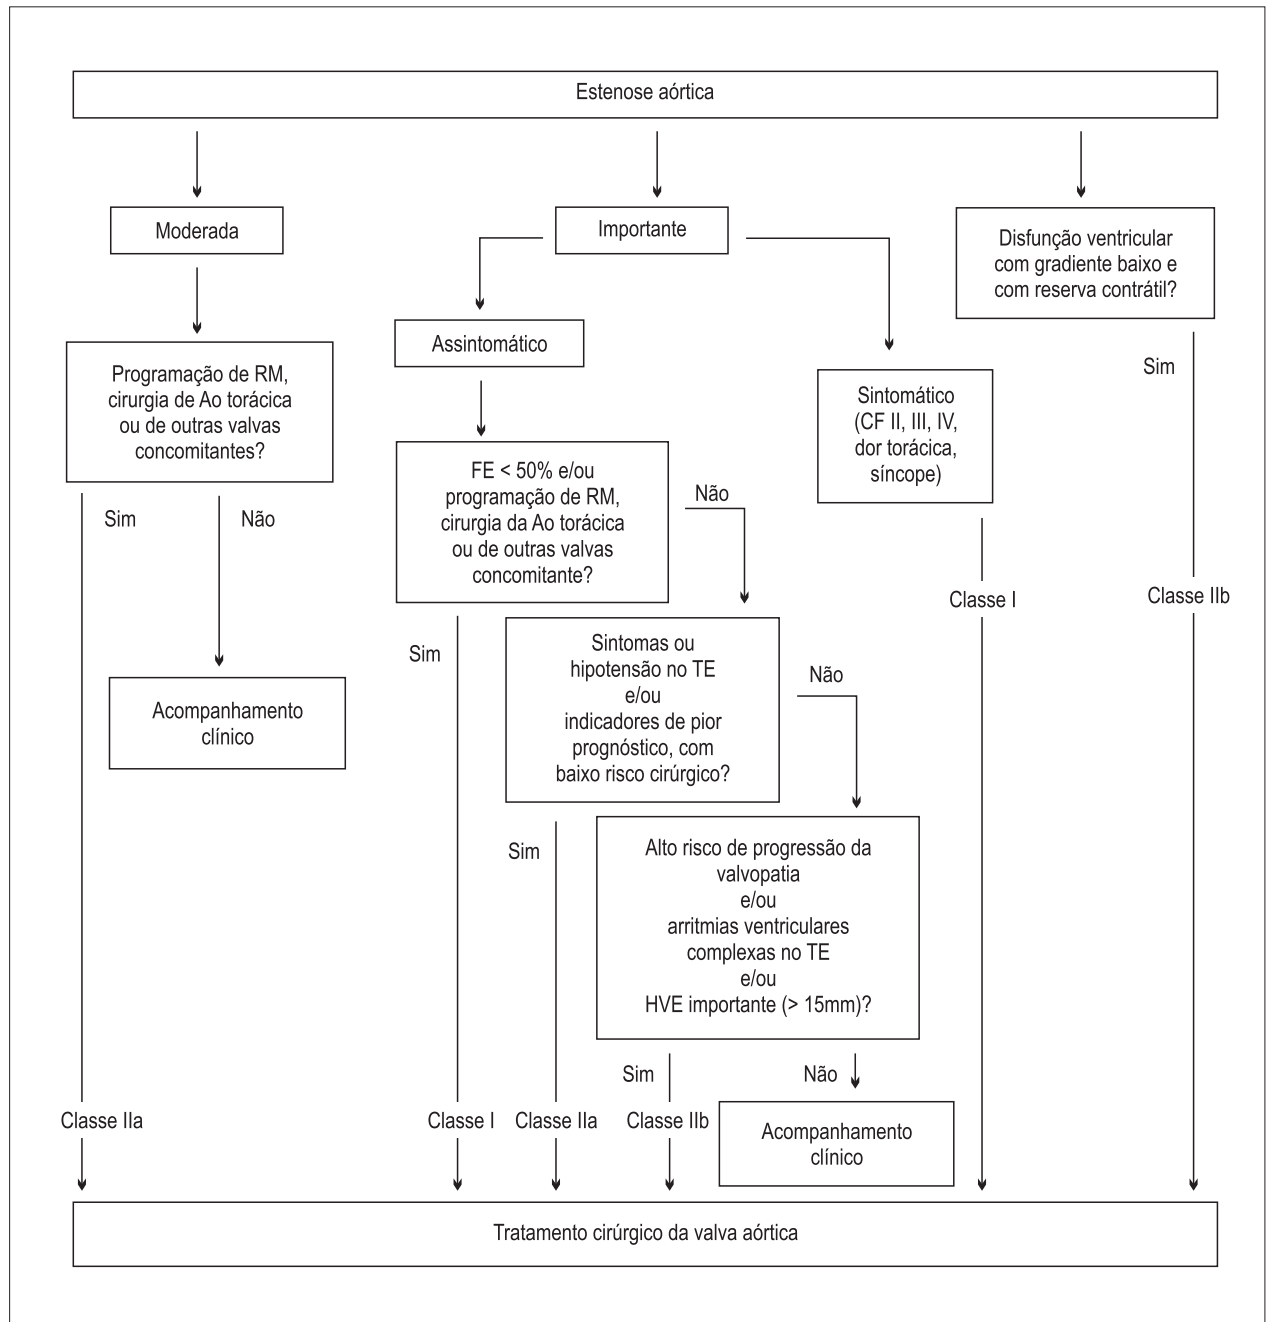 Estenose aórtica
Moderada
Importante
Disfunção ventricular
com gradiente baixo e
com reserva contrátil?
Assintomático
Programação de RM,
cirurgia de Ao torácica
ou de outras valvas
concomitantes?
Sim
Sintomático
(CF II, III, IV,
dor torácica,
síncope)
FE < 50% e/ou
programação de RM,
cirurgia da Ao torácica
ou de outras valvas
concomitante?
Não
Sim
Não
Classe I
Classe IIb
Sintomas ou
hipotensão no TE
e/ou
indicadores de pior
prognóstico, com
baixo risco cirúrgico?
Sim
Não
Acompanhamento
clínico
Alto risco de progressão da
valvopatia
e/ou
arritmias ventriculares
complexas no TE
e/ou
HVE importante (> 15mm)?
Sim
Sim
Não
Classe IIa
Classe I
Classe IIa
Classe IIb
Acompanhamento
clínico
Tratamento cirúrgico da valva aórtica